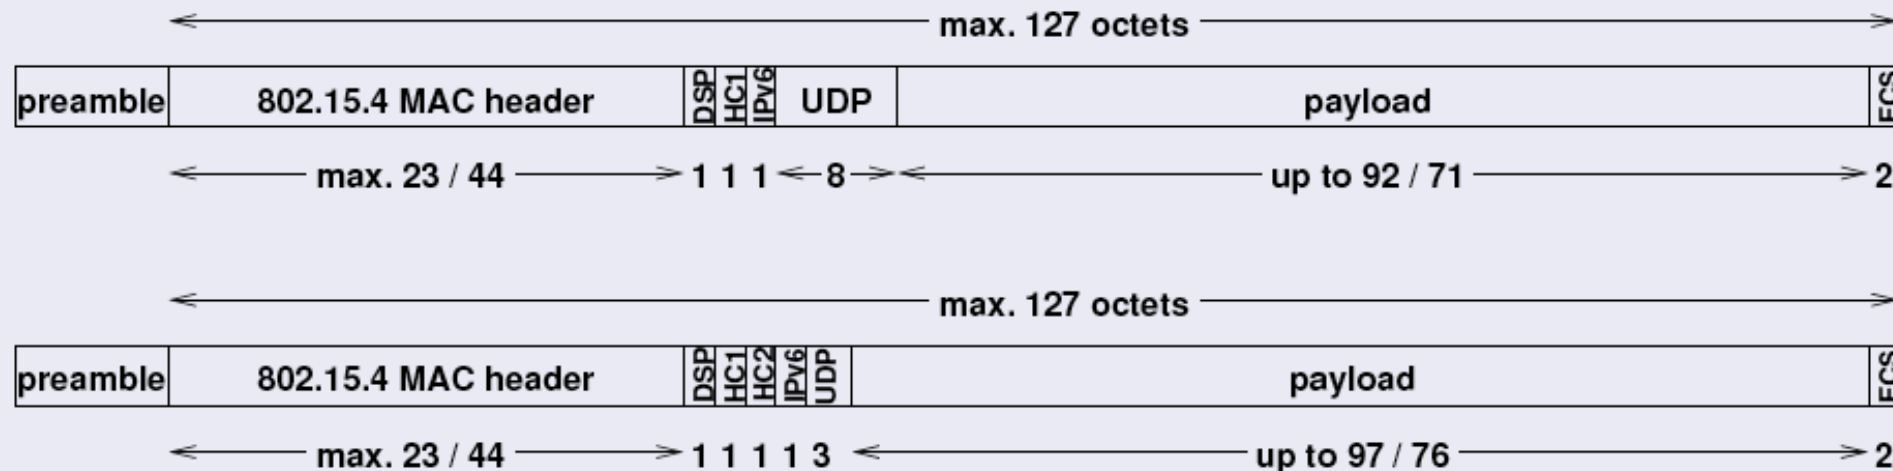 max. 127 octets
preamble 802.15.4 MAC header DSP HC1 IPv6 UDP payload FCS
max. 23 / 44 1 1 1 8 up to 92 / 71 2
max. 127 octets
preamble 802.15.4 MAC header DSP HC1 HC2 IPv6 UDP payload FCS
max. 23 / 44 1 1 1 1 3 up to 97 / 76 2